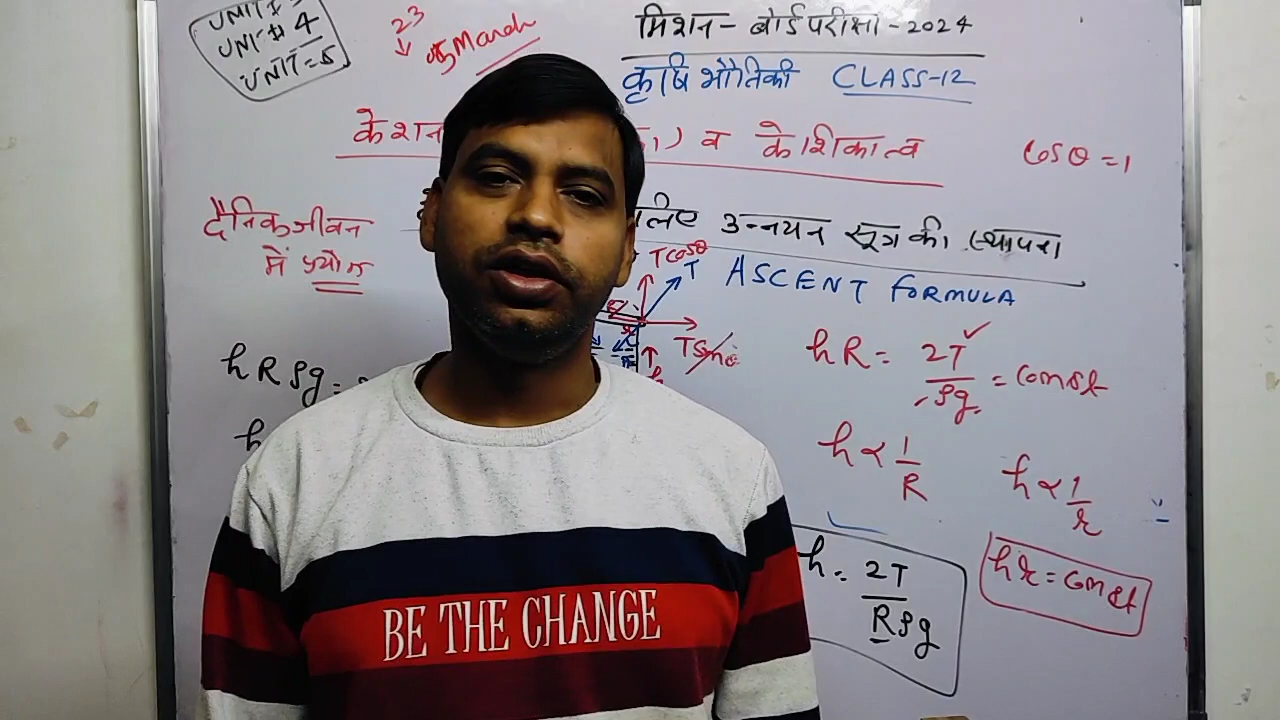 UNIT
UNIT # 4
UNIT=5
23
↓
March
मिशन - बोर्ड परीक्षा - 2024
कृषि भौतिकी CLASS-12
केशन
व केशिकात्व
cosθ = 1
दैनिक जीवन
में प्रयोग
लिए उन्नयन सूत्र की स्थापना
ASCENT FORMULA
Tcosθ
T
TSinθ
hRρg =
h
hR = 2T/ρg = const
h ∝ 1/R
h ∝ 1/r
h = 2T/Rρg
hr = const
BE THE CHANGE